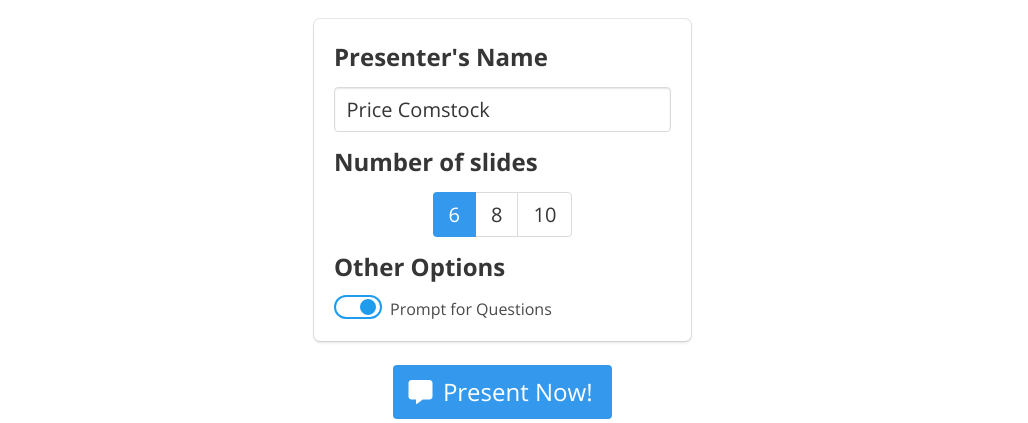 Presenter's Name
Price Comstock
Number of slides
6 8 10
Other Options
Prompt for Questions
Present Now!